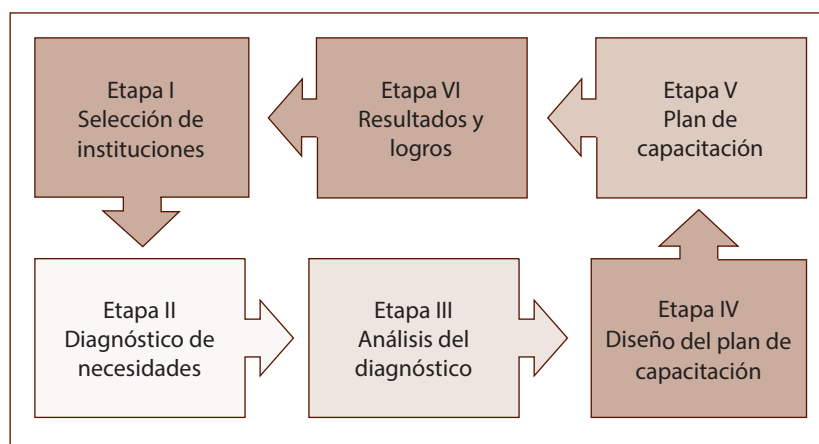 Etapa I
Selección de
instituciones
Etapa VI
Resultados y
logros
Etapa V
Plan de
capacitación
Etapa II
Diagnóstico de
necesidades
Etapa III
Análisis del
diagnóstico
Etapa IV
Diseño del plan de
capacitación